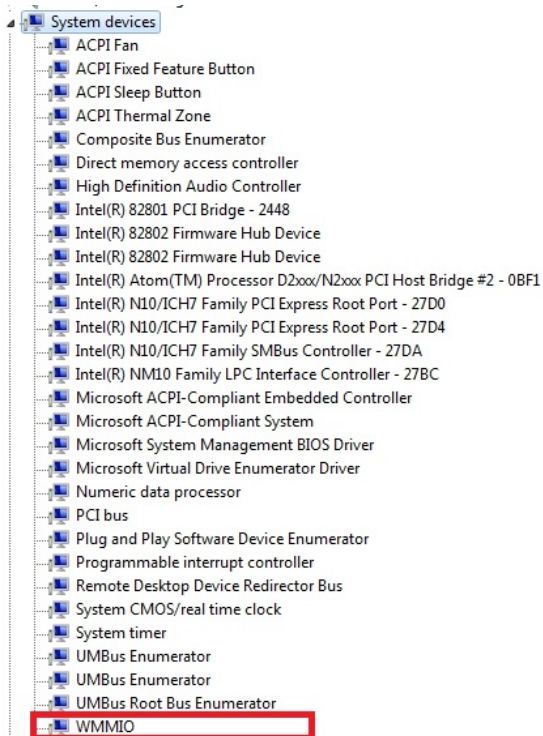 System devices
ACPI Fan
ACPI Fixed Feature Button
ACPI Sleep Button
ACPI Thermal Zone
Composite Bus Enumerator
Direct memory access controller
High Definition Audio Controller
Intel(R) 82801 PCI Bridge - 2448
Intel(R) 82802 Firmware Hub Device
Intel(R) 82802 Firmware Hub Device
Intel(R) Atom(TM) Processor D2xxx/N2xxx PCI Host Bridge #2 - 0BF1
Intel(R) N10/ICH7 Family PCI Express Root Port - 27D0
Intel(R) N10/ICH7 Family PCI Express Root Port - 27D4
Intel(R) N10/ICH7 Family SMBus Controller - 27DA
Intel(R) NM10 Family LPC Interface Controller - 27BC
Microsoft ACPI-Compliant Embedded Controller
Microsoft ACPI-Compliant System
Microsoft System Management BIOS Driver
Microsoft Virtual Drive Enumerator Driver
Numeric data processor
PCI bus
Plug and Play Software Device Enumerator
Programmable interrupt controller
Remote Desktop Device Redirector Bus
System CMOS/real time clock
System timer
UMBus Enumerator
UMBus Enumerator
UMBus Root Bus Enumerator
WMMIO